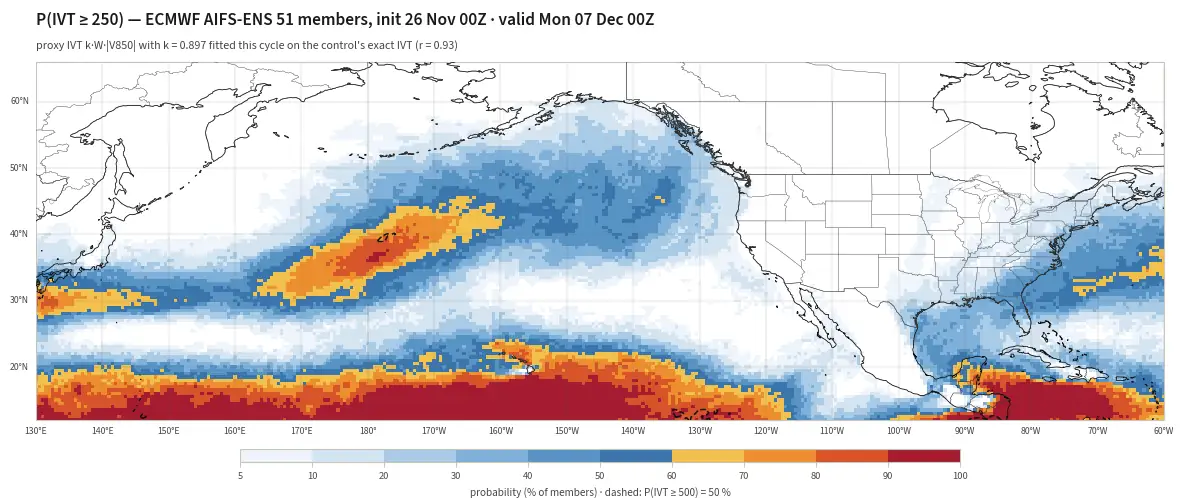 P(IVT ≥ 250) — ECMWF AIFS-ENS 51 members, init 26 Nov 00Z · valid Mon 07 Dec 00Z
proxy IVT k·W·|V850| with k = 0.897 fitted this cycle on the control's exact IVT (r = 0.93)
60°N
50°N
40°N
30°N
20°N
130°E 140°E 150°E 160°E 170°E 180° 170°W 160°W 150°W 140°W 130°W 120°W 110°W 100°W 90°W 80°W 70°W 60°W
5 10 20 30 40 50 60 70 80 90 100
probability (% of members) · dashed: P(IVT ≥ 500) = 50 %